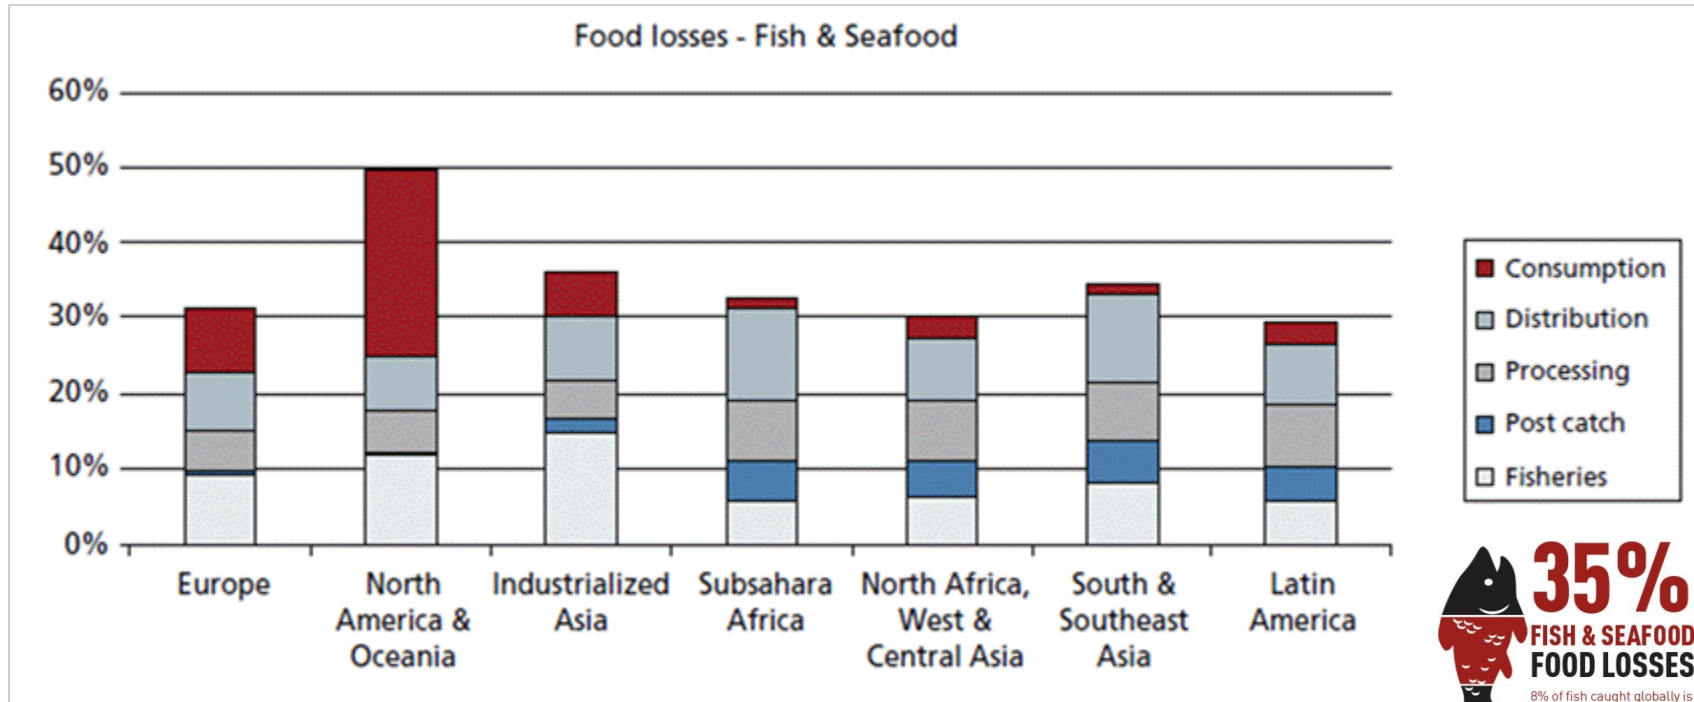 Food losses - Fish & Seafood
60%
50%
40%
30%
20%
10%
0%
Europe
North
America &
Oceania
Industrialized
Asia
Subsahara
Africa
North Africa,
West &
Central Asia
South &
Southeast
Asia
Latin
America
Consumption
Distribution
Processing
Post catch
Fisheries
35%
FISH & SEAFOOD
FOOD LOSSES
8% of fish caught globally is